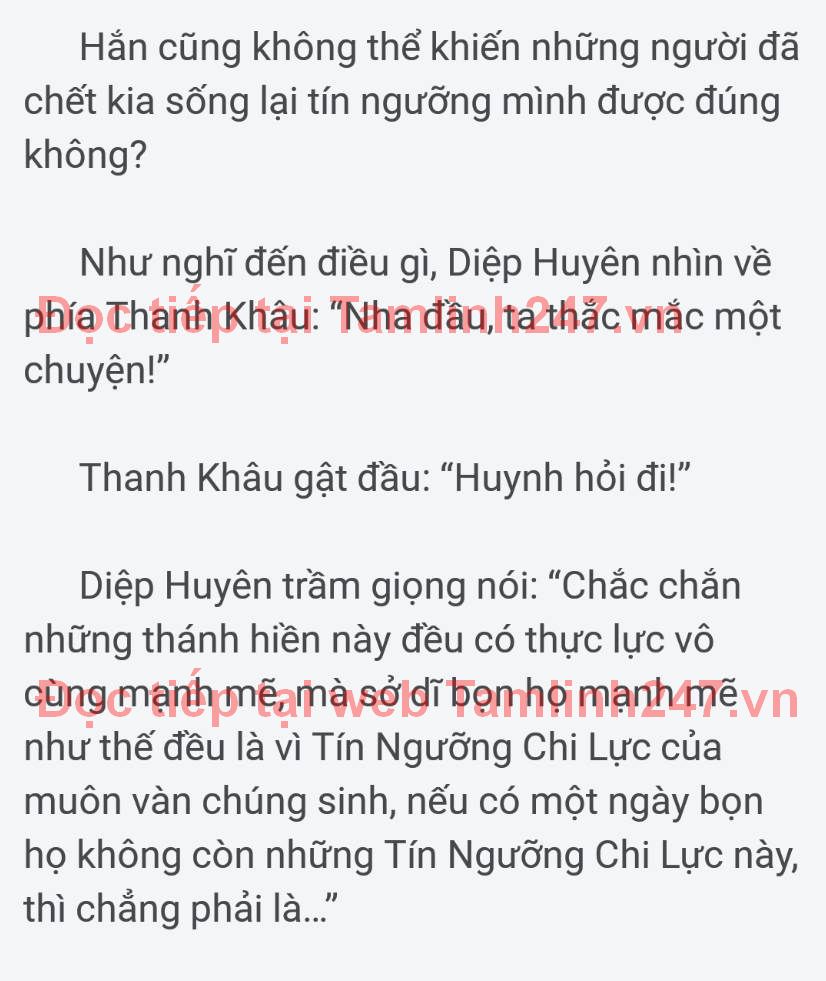 Hắn cũng không thể khiến những người đã
chết kia sống lại tín ngưỡng mình được đúng
không?
Như nghĩ đến điều gì, Diệp Huyên nhìn về
phía Thanh Khâu: “Nha đầu, ta thắc mắc một
Đọc tiếp tại Tamlinh247.vn
chuyện!”
Thanh Khâu gật đầu: “Huynh hỏi đi!”
Diệp Huyên trầm giọng nói: “Chắc chắn
những thánh hiền này đều có thực lực vô
cùng mạnh mẽ, mà sở dĩ bọn họ mạnh mẽ
Đọc tiếp tại web Tamlinh247.vn
như thế đều là vì Tín Ngưỡng Chi Lực của
muôn vàn chúng sinh, nếu có một ngày bọn
họ không còn những Tín Ngưỡng Chi Lực này,
thì chẳng phải là...”